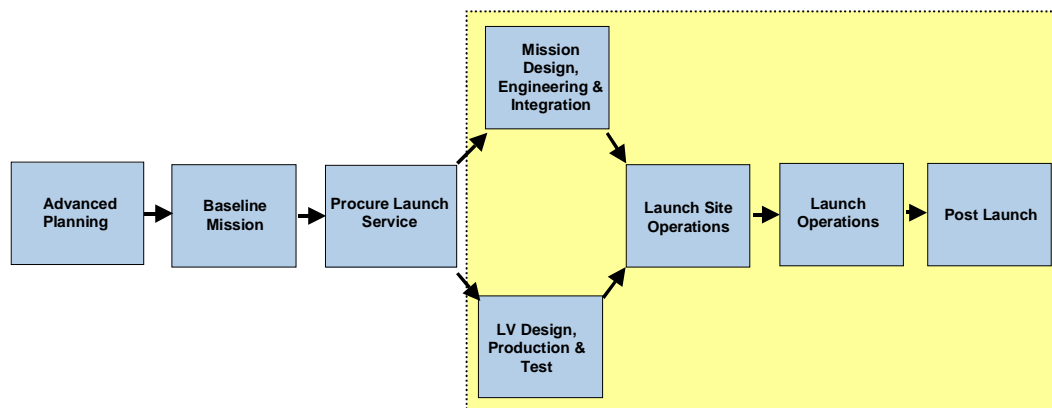 Advanced
Planning
Baseline
Mission
Procure Launch
Service
Mission
Design,
Engineering &
Integration
LV Design,
Production &
Test
Launch Site
Operations
Launch
Operations
Post Launch